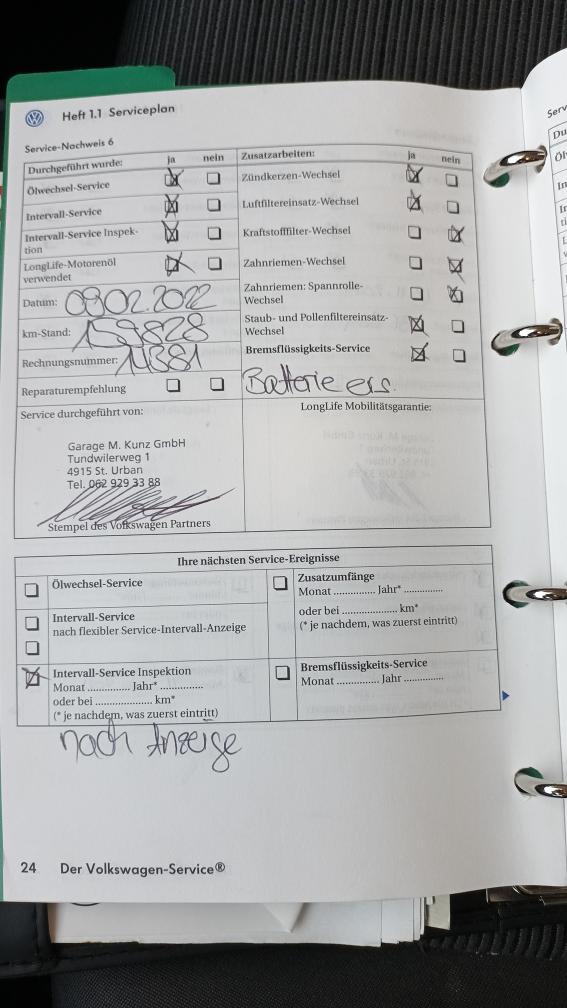 Heft 1.1 Serviceplan
Serv
Service-Nachweis 6
Durchgeführt wurde: ja nein
Ölwechsel-Service
Intervall-Service
Intervall-Service Inspek-
tion
LongLife-Motorenöl
verwendet
Datum: 09.02.2022
km-Stand: 159828
Rechnungsnummer: 14381
Reparaturempfehlung
Zusatzarbeiten: ja nein
Zündkerzen-Wechsel
Luftfiltereinsatz-Wechsel
Kraftstofffilter-Wechsel
Zahnriemen-Wechsel
Zahnriemen: Spannrolle-
Wechsel
Staub- und Pollenfiltereinsatz-
Wechsel
Bremsflüssigkeits-Service
Batterie ers.
Service durchgeführt von:
Garage M. Kunz GmbH
Tundwilerweg 1
4915 St. Urban
Tel. 062 929 33 88
Stempel des Volkswagen Partners
LongLife Mobilitätsgarantie:
Ihre nächsten Service-Ereignisse
Ölwechsel-Service
Intervall-Service
nach flexibler Service-Intervall-Anzeige
Intervall-Service Inspektion
Monat .............. Jahr* ..............
oder bei .................... km*
(* je nachdem, was zuerst eintritt)
Zusatzumfänge
Monat .............. Jahr* .............
oder bei .................... km*
(* je nachdem, was zuerst eintritt)
Bremsflüssigkeits-Service
Monat .............. Jahr .............
nach Anzeige
24 Der Volkswagen-Service®